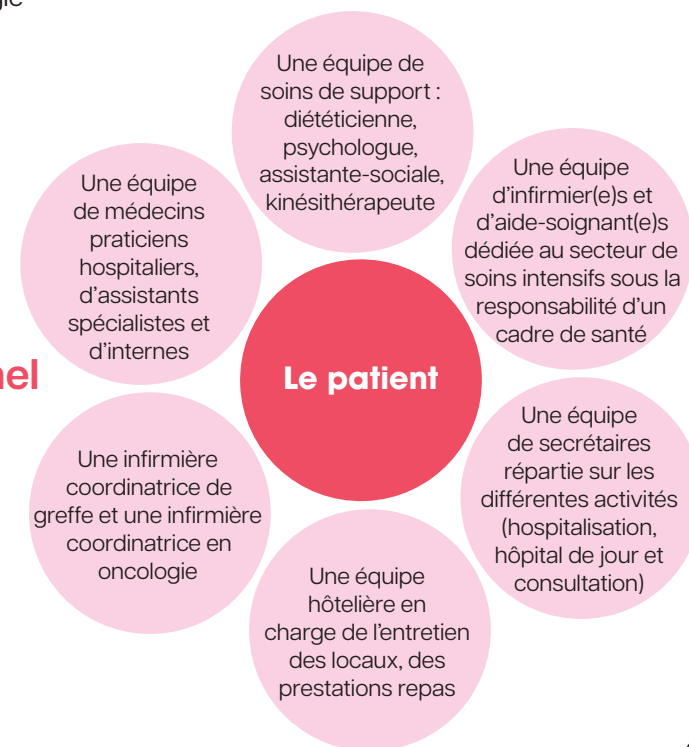 gie
Une équipe de
soins de support :
diététicienne,
psychologue,
assistante-sociale,
kinésithérapeute
Une équipe
d'infirmier(e)s et
d'aide-soignant(e)s
dédiée au secteur de
soins intensifs sous la
responsabilité d'un
cadre de santé
Une équipe
de médecins
praticiens
hospitaliers,
d'assistants
spécialistes et
d'internes
nel
Le patient
Une équipe
de secrétaires
répartie sur les
différentes activités
(hospitalisation,
hôpital de jour et
consultation)
Une infirmière
coordinatrice de
greffe et une infirmière
coordinatrice en
oncologie
Une équipe
hôtelière en
charge de l'entretien
des locaux, des
prestations repas